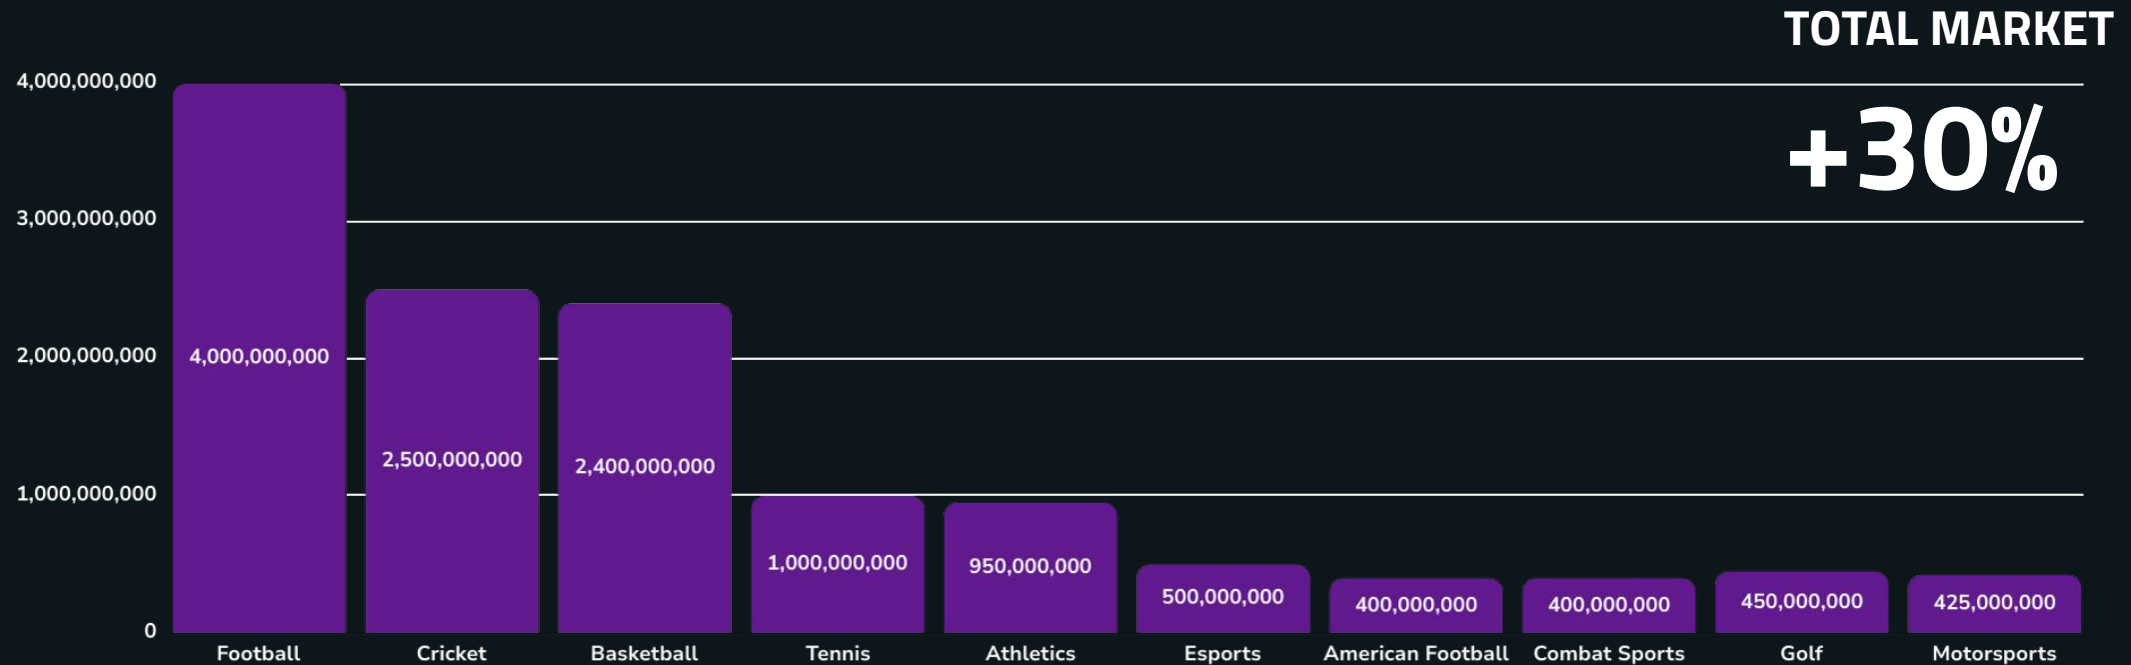 TOTAL MARKET
+30%
4,000,000,000
3,000,000,000
2,000,000,000
1,000,000,000
0
4,000,000,000
2,500,000,000
2,400,000,000
1,000,000,000
950,000,000
500,000,000
400,000,000
400,000,000
450,000,000
425,000,000
Football
Cricket
Basketball
Tennis
Athletics
Esports
American Football
Combat Sports
Golf
Motorsports